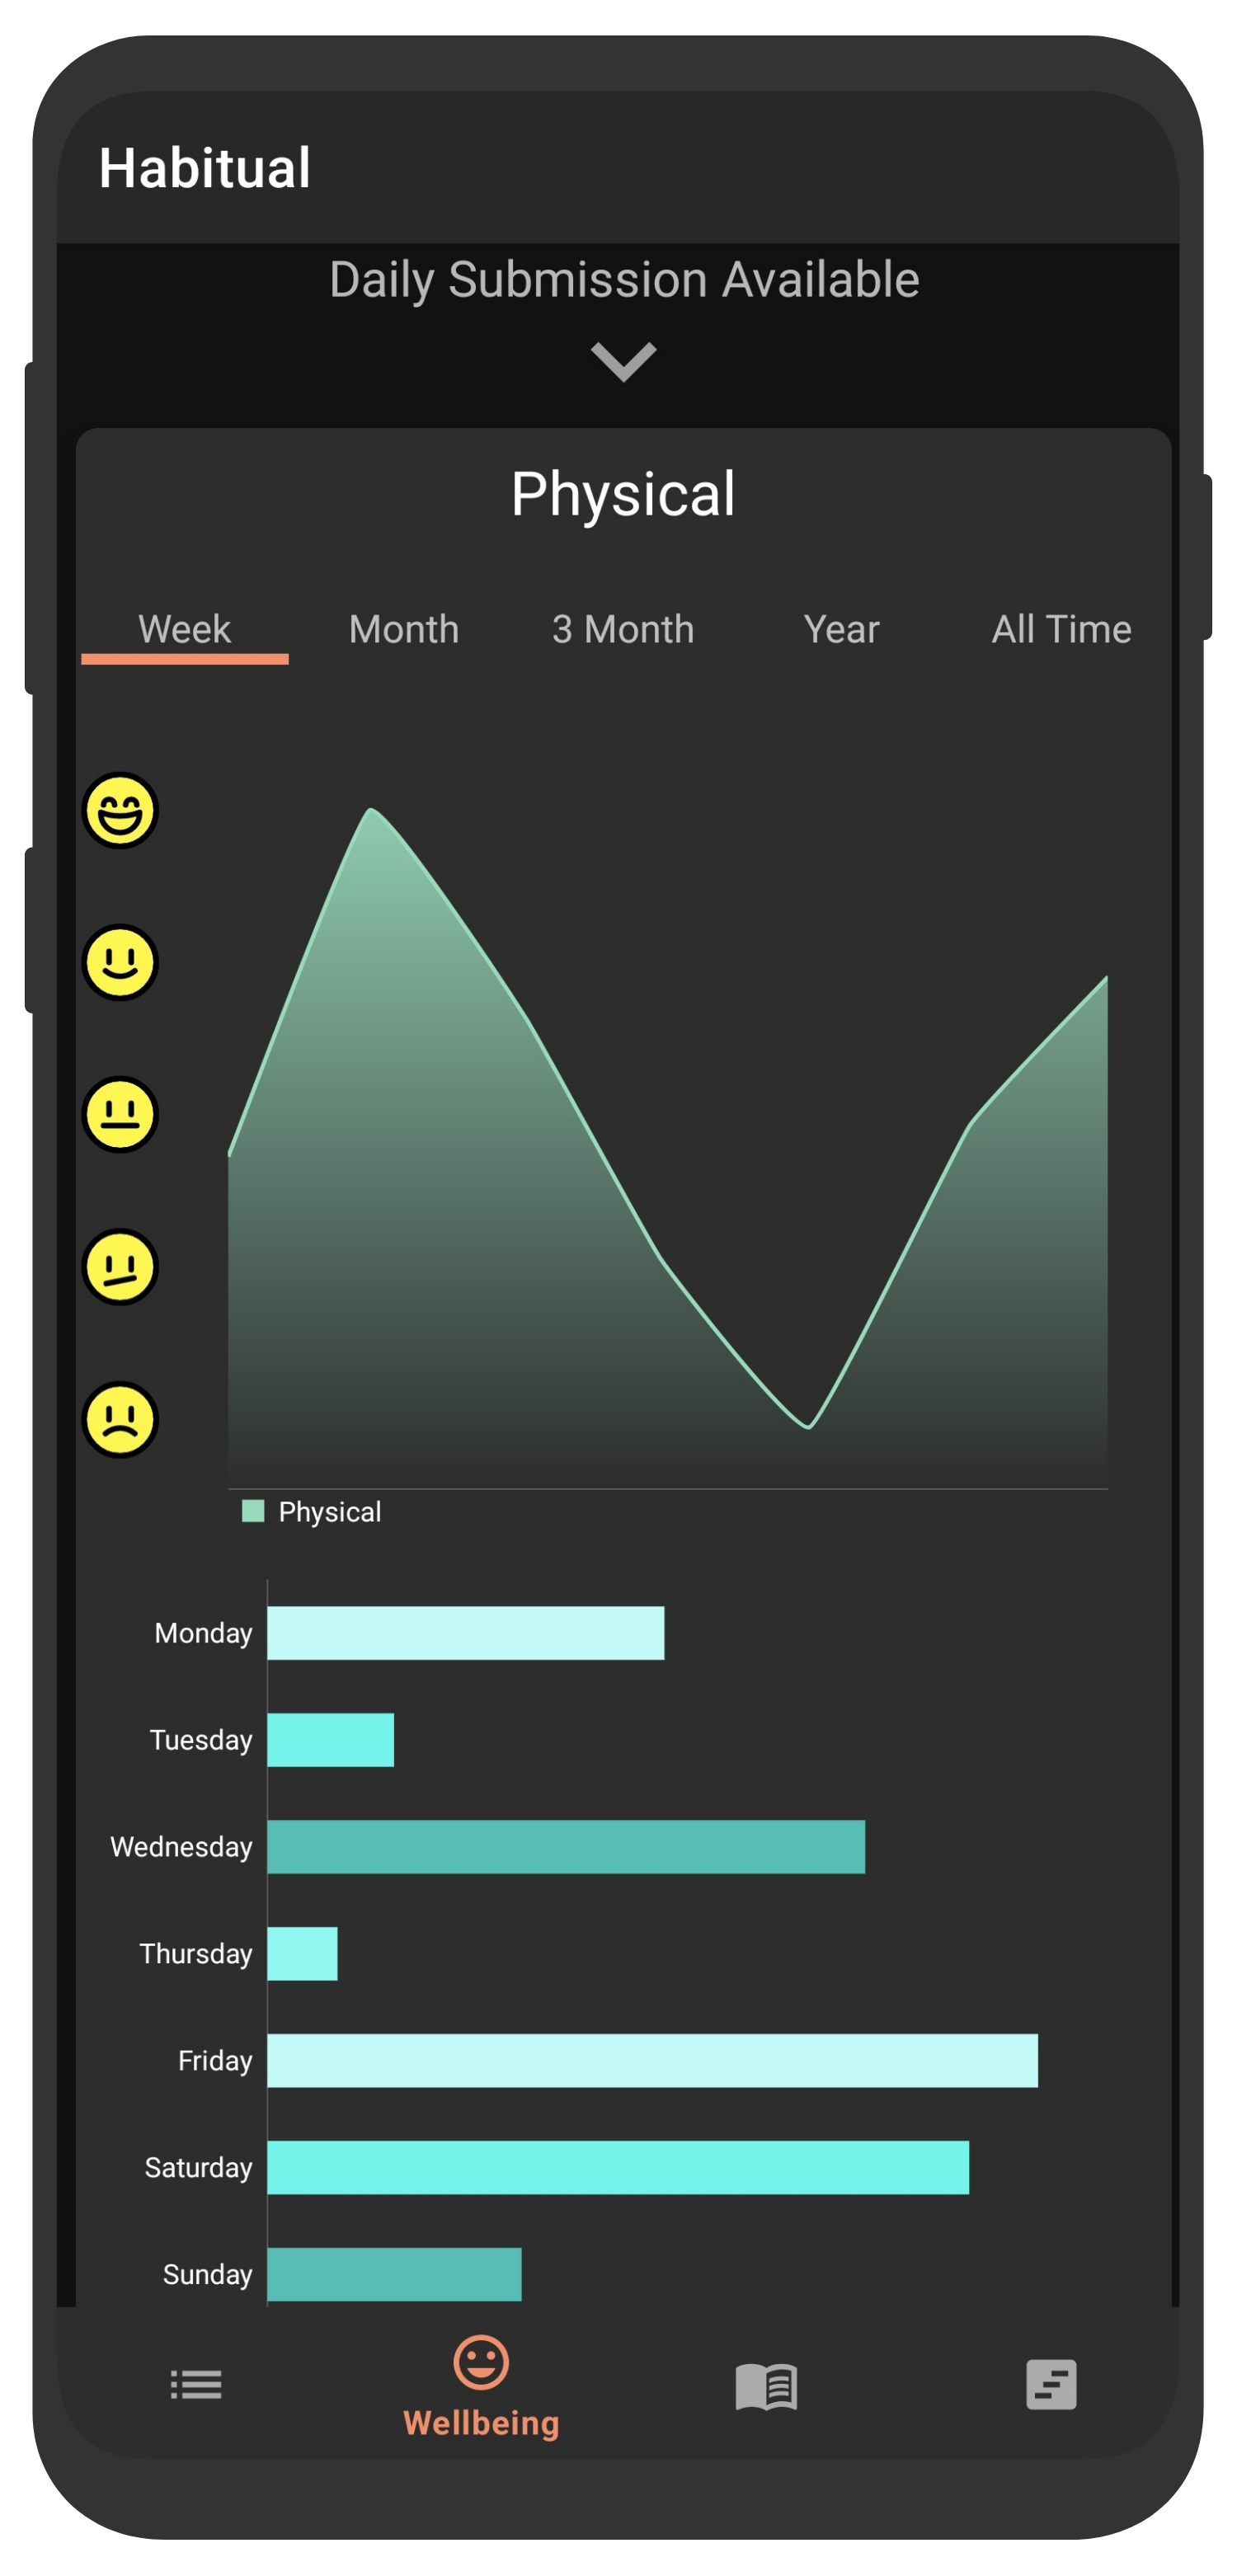 Habitual
Daily Submission Available
Physical
Week Month 3 Month Year All Time
Physical
Monday
Tuesday
Wednesday
Thursday
Friday
Saturday
Sunday
Wellbeing